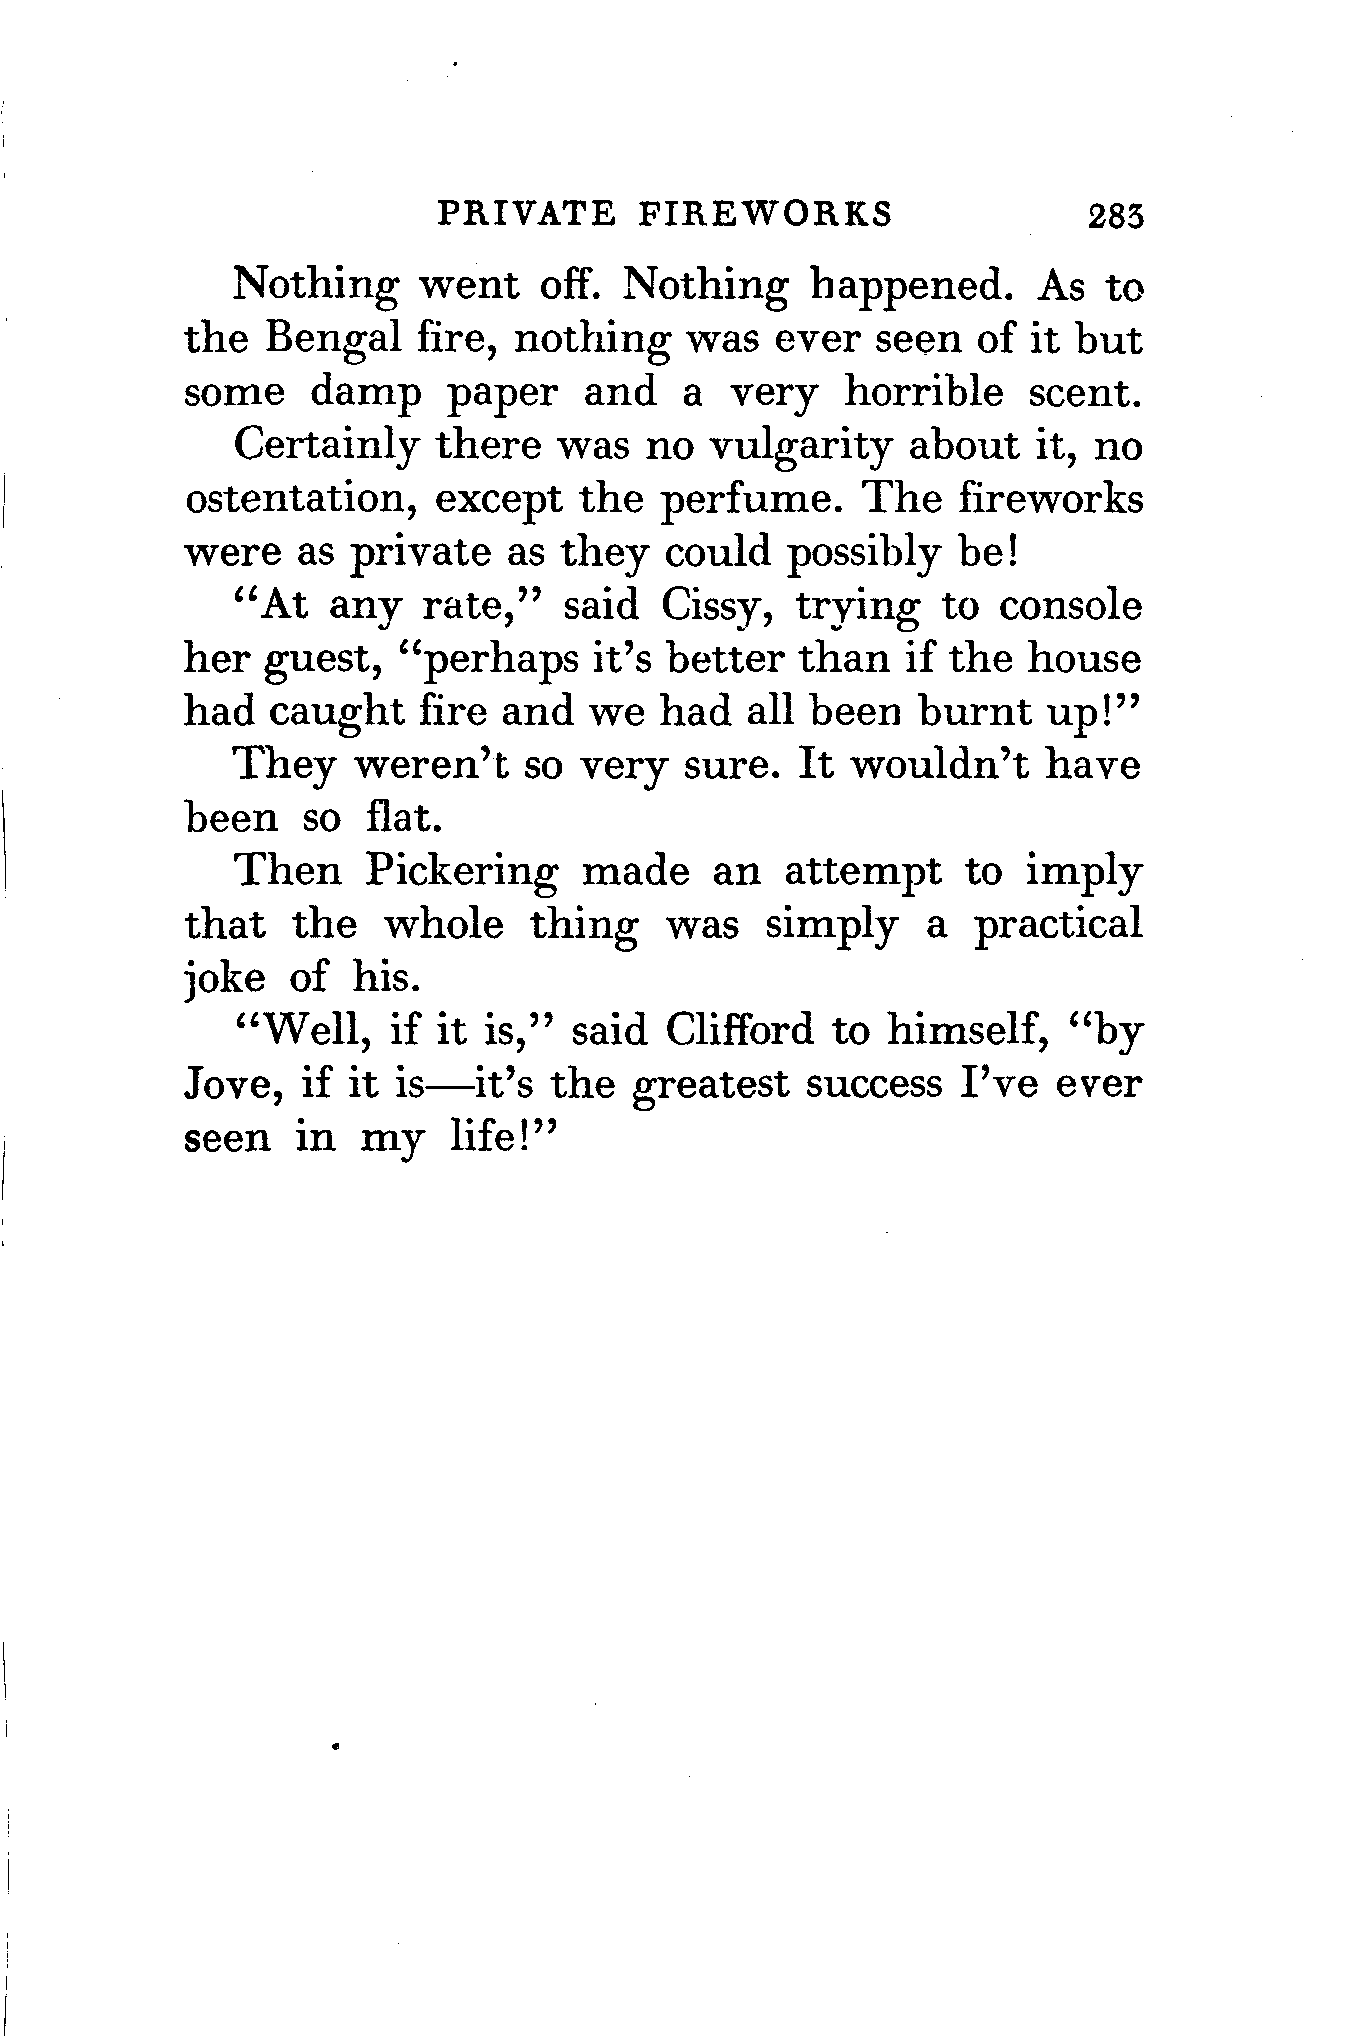 PRIVATE FIREWORKS 283
Nothing went off. Nothing happened. As to
the Bengal fire, nothing was ever seen of it but
some damp paper and a very horrible scent.
Certainly there was no vulgarity about it, no
ostentation, except the perfume. The fireworks
were as private as they could possibly be!
“At any rate,” said Cissy, trying to console
her guest, “perhaps it’s better than if the house
had caught fire and we had all been burnt up!”
They weren’t so very sure. It wouldn’t have
been so flat.
Then Pickering made an attempt to imply
that the whole thing was simply a practical
joke of his.
“Well, if it is,” said Clifford to himself, “by
Jove, if it is—it’s the greatest success I’ve ever
seen in my life!”